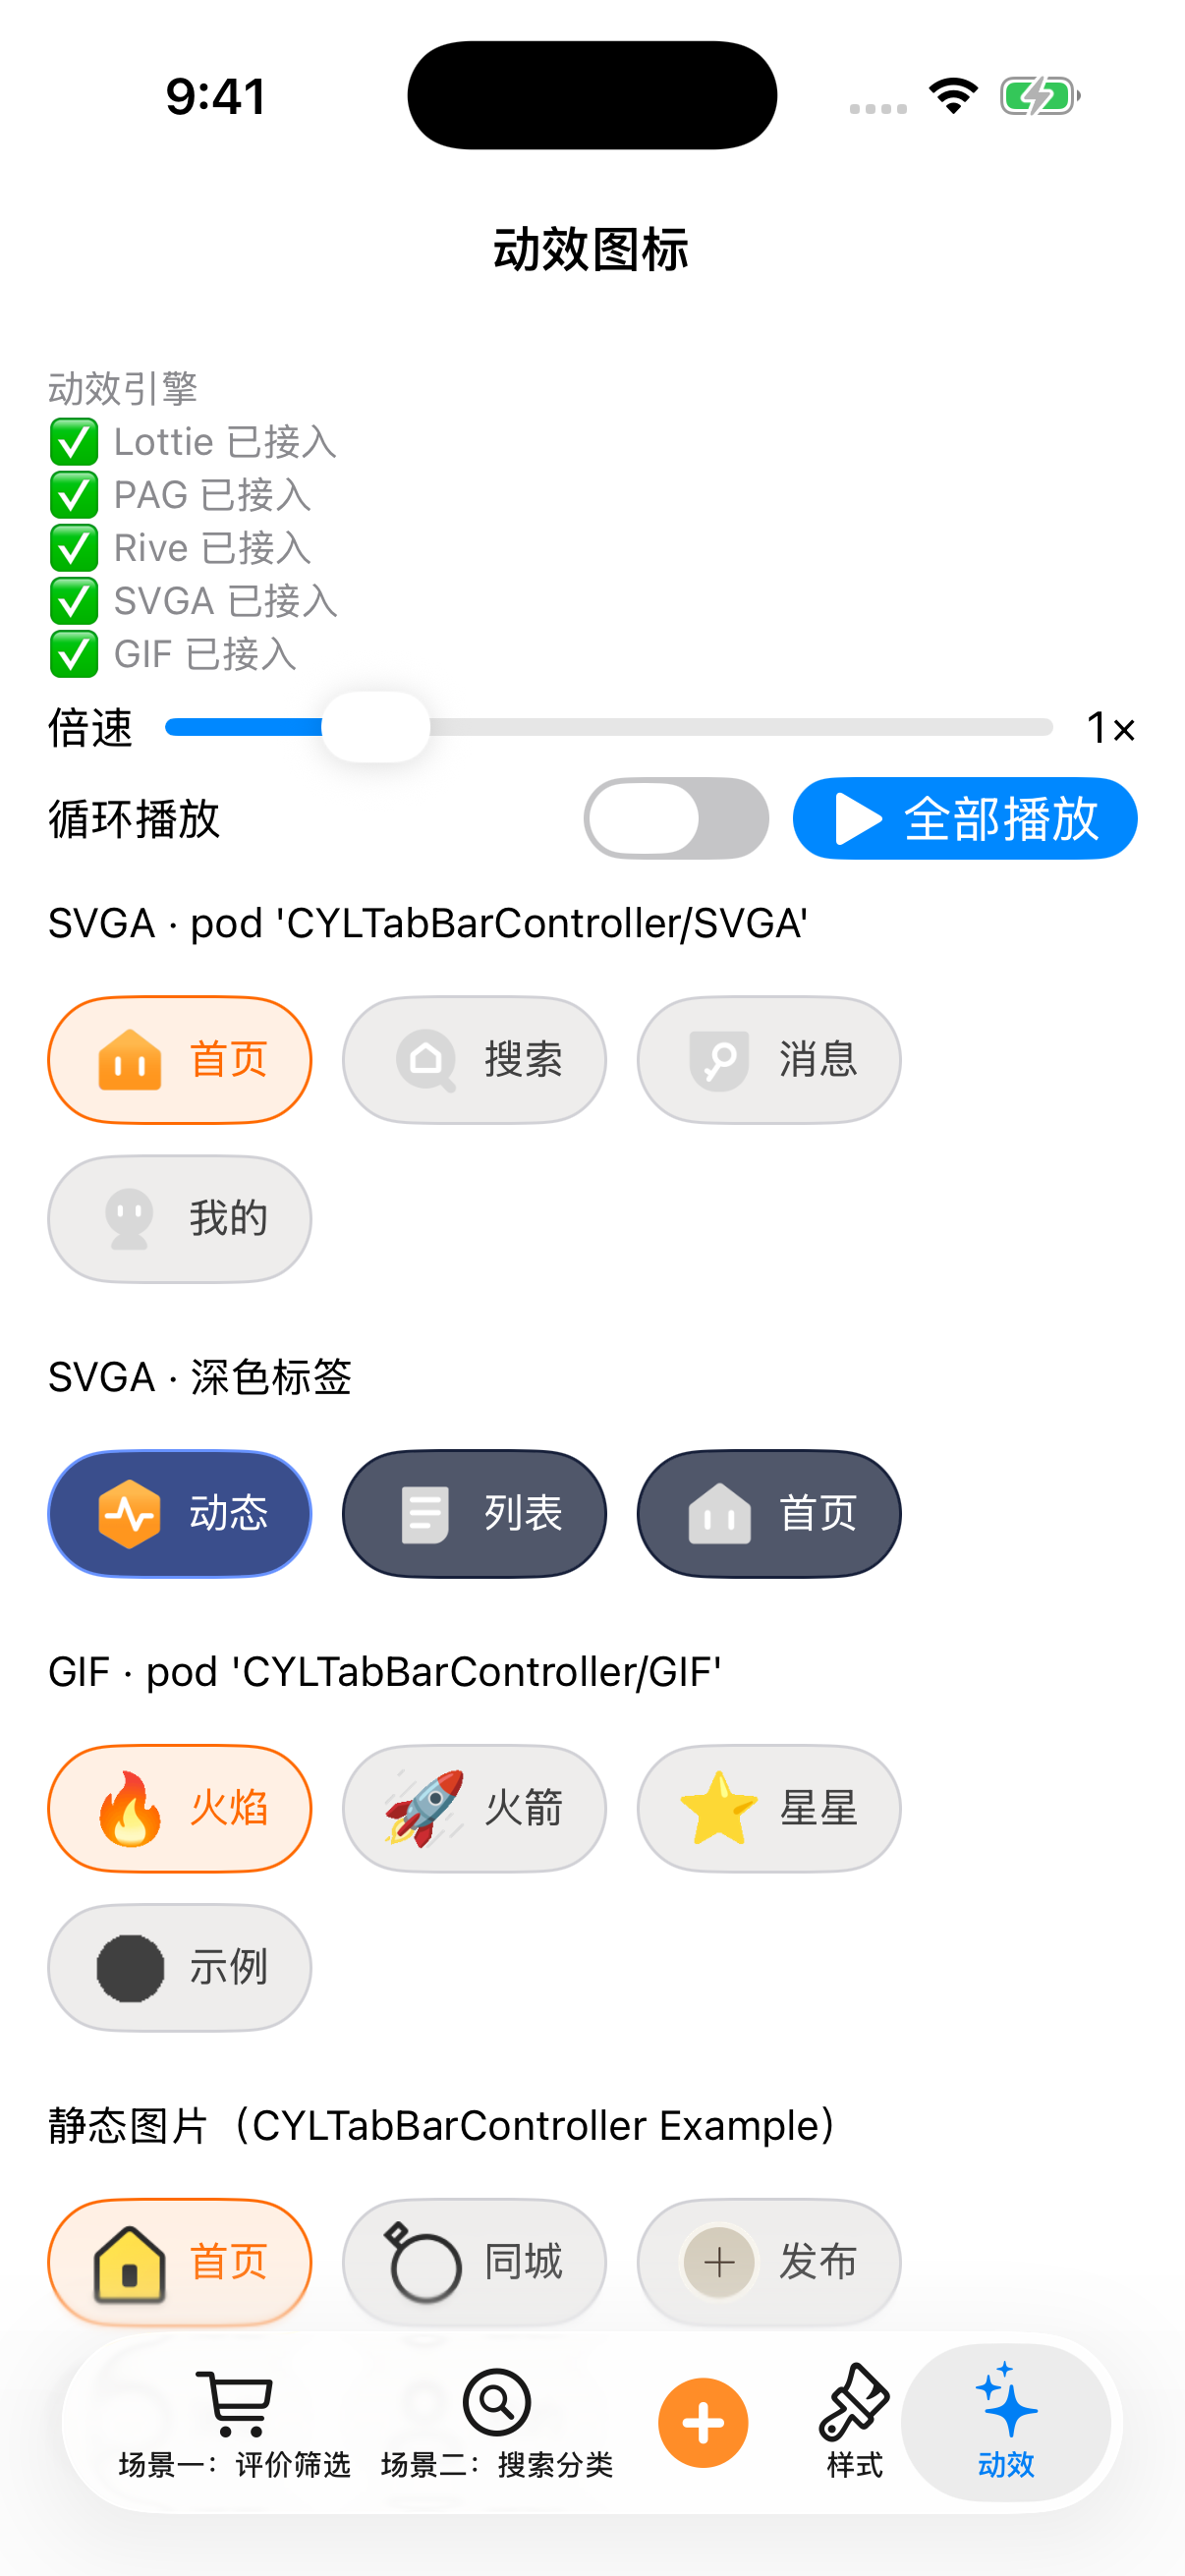 9:41
动效图标
动效引擎
✅ Lottie 已接入
✅ PAG 已接入
✅ Rive 已接入
✅ SVGA 已接入
✅ GIF 已接入
倍速 1×
循环播放 全部播放
SVGA · pod 'CYLTabBarController/SVGA'
首页 搜索 消息
我的
SVGA · 深色标签
动态 列表 首页
GIF · pod 'CYLTabBarController/GIF'
火焰 火箭 星星
示例
静态图片（CYLTabBarController Example）
首页 同城 发布
场景一：评价筛选 场景二：搜索分类 样式 动效